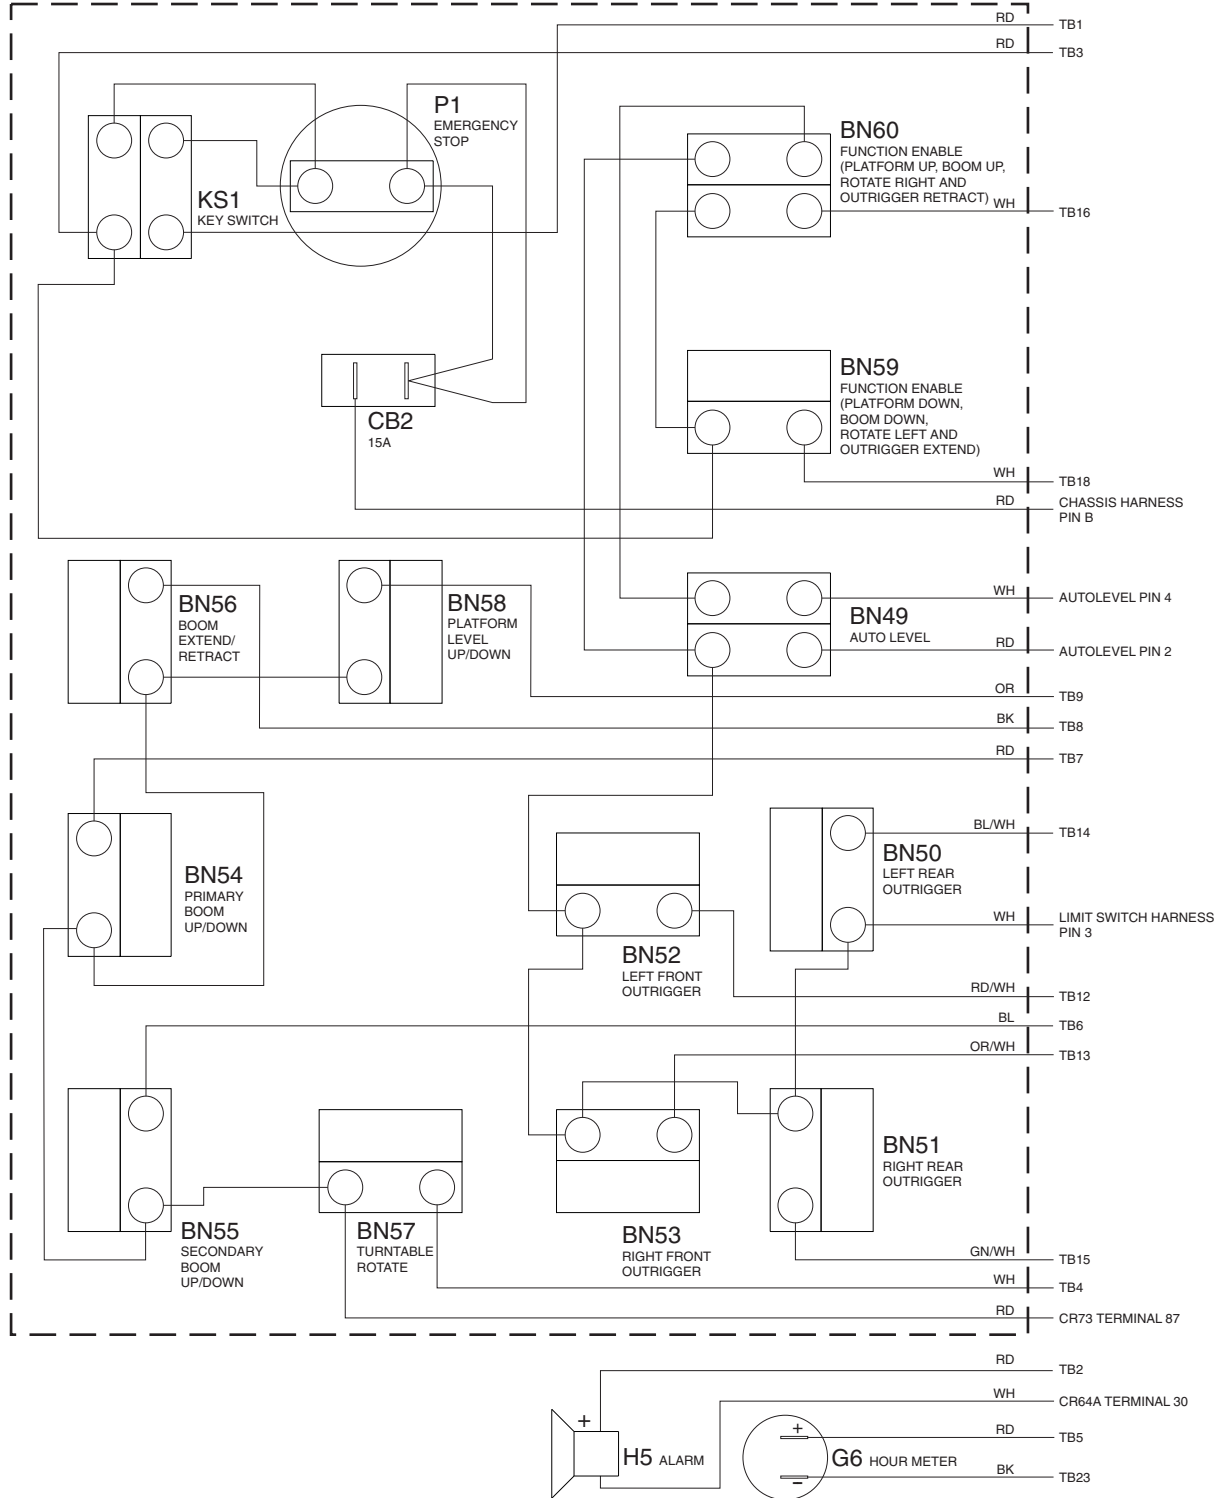 RD TB1
RD TB3
P1
EMERGENCY
STOP
KS1
KEY SWITCH
BN60
FUNCTION ENABLE
(PLATFORM UP, BOOM UP,
ROTATE RIGHT AND
OUTRIGGER RETRACT)
WH TB16
CB2
15A
BN59
FUNCTION ENABLE
(PLATFORM DOWN,
BOOM DOWN,
ROTATE LEFT AND
OUTRIGGER EXTEND)
WH TB18
RD CHASSIS HARNESS
PIN B
BN56
BOOM
EXTEND/
RETRACT
BN58
PLATFORM
LEVEL
UP/DOWN
BN49
AUTO LEVEL
WH AUTOLEVEL PIN 4
RD AUTOLEVEL PIN 2
OR TB9
BK TB8
RD TB7
BL/WH TB14
BN50
LEFT REAR
OUTRIGGER
BN54
PRIMARY
BOOM
UP/DOWN
WH LIMIT SWITCH HARNESS
PIN 3
BN52
LEFT FRONT
OUTRIGGER
RD/WH TB12
BL TB6
OR/WH TB13
BN51
RIGHT REAR
OUTRIGGER
BN55
SECONDARY
BOOM
UP/DOWN
BN57
TURNTABLE
ROTATE
BN53
RIGHT FRONT
OUTRIGGER
GN/WH TB15
WH TB4
RD CR73 TERMINAL 87
RD TB2
WH CR64A TERMINAL 30
+
H5 ALARM
+
RD TB5
G6 HOUR METER
–
BK TB23